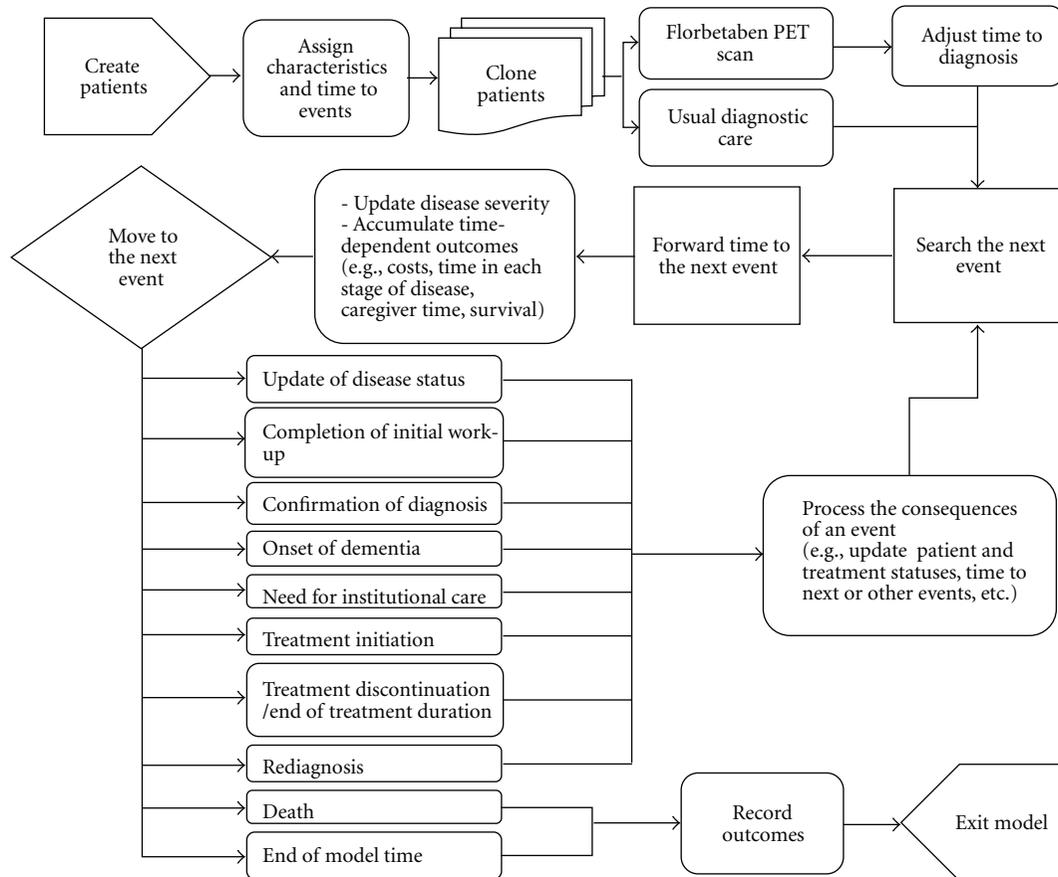 Create
patients
Assign
characteristics
and time to
events
Clone
patients
Florbetaben PET
scan
Usual diagnostic
care
Adjust time to
diagnosis
Move to
the next
event
- Update disease severity
- Accumulate time-
dependent outcomes
(e.g., costs, time in each
stage of disease,
caregiver time, survival)
Forward time to
the next event
Search the next
event
Update of disease status
Completion of initial work-
up
Confirmation of diagnosis
Onset of dementia
Need for institutional care
Treatment initiation
Treatment discontinuation
/end of treatment duration
Rediagnosis
Death
End of model time
Process the consequences
of an event
(e.g., update patient and
treatment statuses, time to
next or other events, etc.)
Record
outcomes
Exit model